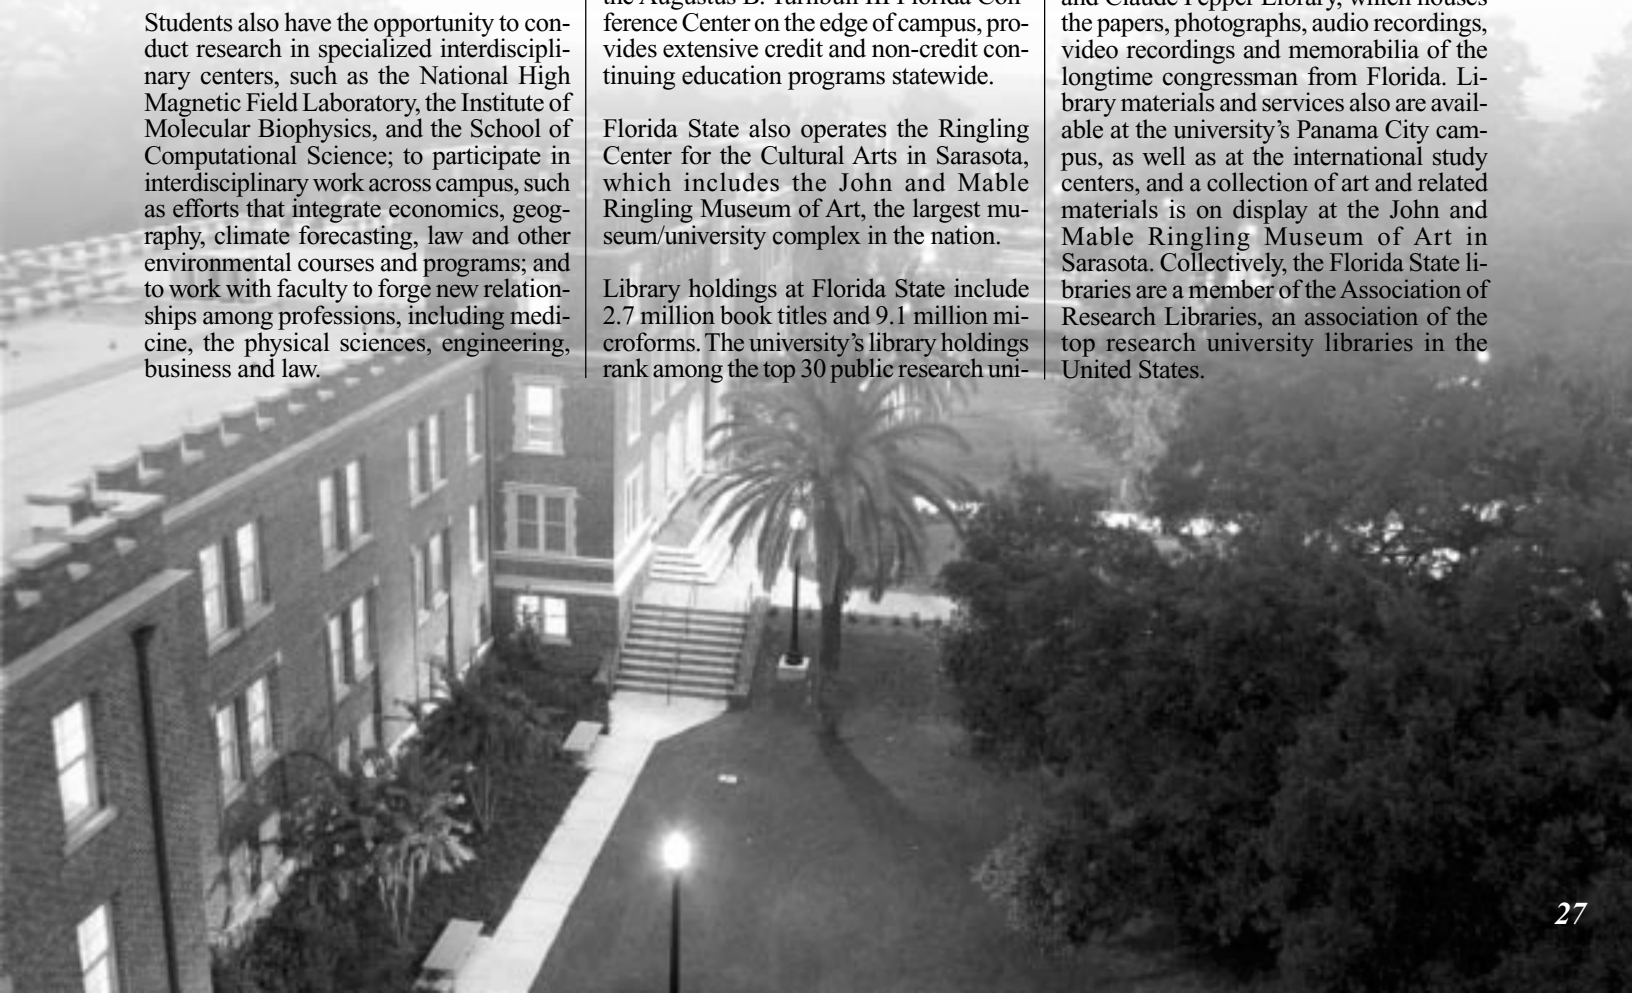 Students also have the opportunity to con-
duct research in specialized interdiscipli-
nary centers, such as the National High
Magnetic Field Laboratory, the Institute of
Molecular Biophysics, and the School of
Computational Science; to participate in
interdisciplinary work across campus, such
as efforts that integrate economics, geog-
raphy, climate forecasting, law and other
environmental courses and programs; and
to work with faculty to forge new relation-
ships among professions, including medi-
cine, the physical sciences, engineering,
business and law.
the Augustus B. Turnbull III Florida Con-
ference Center on the edge of campus, pro-
vides extensive credit and non-credit con-
tinuing education programs statewide.
Florida State also operates the Ringling
Center for the Cultural Arts in Sarasota,
which includes the John and Mable
Ringling Museum of Art, the largest mu-
seum/university complex in the nation.
Library holdings at Florida State include
2.7 million book titles and 9.1 million mi-
croforms. The university’s library holdings
rank among the top 30 public research uni-
and Claude Pepper Library, which houses
the papers, photographs, audio recordings,
video recordings and memorabilia of the
longtime congressman from Florida. Li-
brary materials and services also are avail-
able at the university’s Panama City cam-
pus, as well as at the international study
centers, and a collection of art and related
materials is on display at the John and
Mable Ringling Museum of Art in
Sarasota. Collectively, the Florida State li-
braries are a member of the Association of
Research Libraries, an association of the
top research university libraries in the
United States.
27